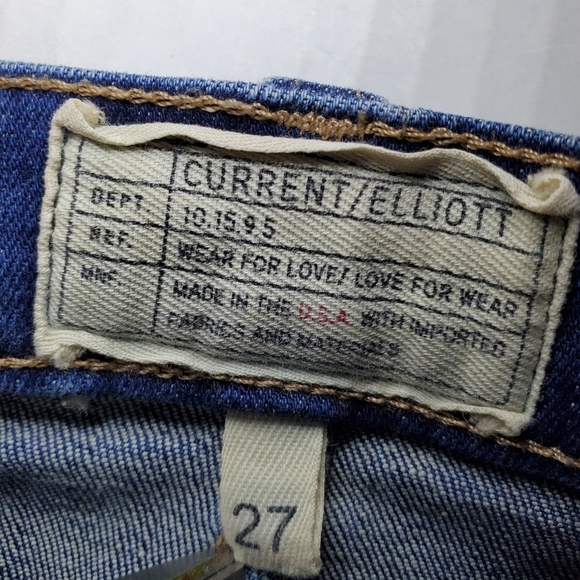 CURRENT/ELLIOTT
DEPT. 10.15.9.5
REF. WEAR FOR LOVE/ LOVE FOR WEAR
MNF. MADE IN THE U.S.A. WITH IMPORTED
FABRICS AND MATERIALS
27